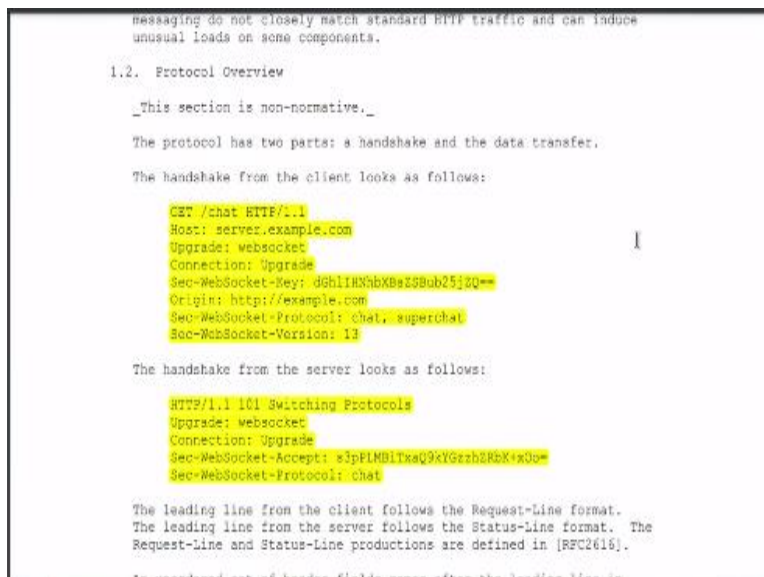 messaging do not closely match standard HTTP traffic and can induce
unusual loads on some components.
1.2. Protocol Overview
_This section is non-normative._
The protocol has two parts: a handshake and the data transfer.
The handshake from the client looks as follows:
GET /chat HTTP/1.1
Host: server.example.com
Upgrade: websocket
Connection: Upgrade
Sec-WebSocket-Key: dGhlIHNhbXBsZSBub25jZQ==
Origin: http://example.com
Sec-WebSocket-Protocol: chat, superchat
Sec-WebSocket-Version: 13
The handshake from the server looks as follows:
HTTP/1.1 101 Switching Protocols
Upgrade: websocket
Connection: Upgrade
Sec-WebSocket-Accept: s3pPLMBiTxaQ9kYGzzhZRbK+xOo=
Sec-WebSocket-Protocol: chat
The leading line from the client follows the Request-Line format.
The leading line from the server follows the Status-Line format. The
Request-Line and Status-Line productions are defined in [RFC2616].